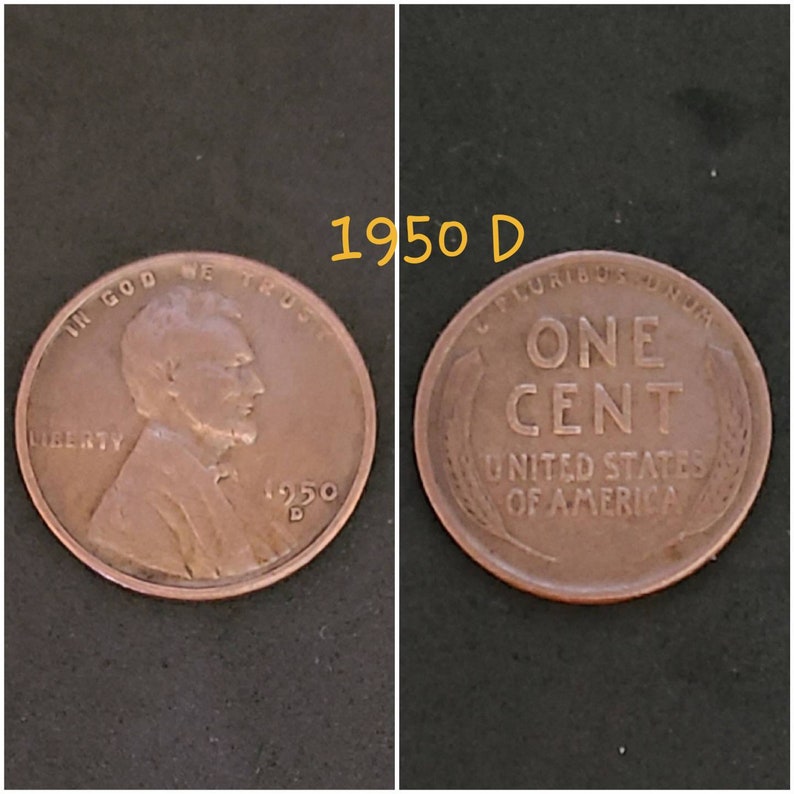 1950 D
IN GOD WE TRUST
LIBERTY
1950
D
E·PLURIBUS·UNUM
ONE
CENT
UNITED STATES
OF AMERICA